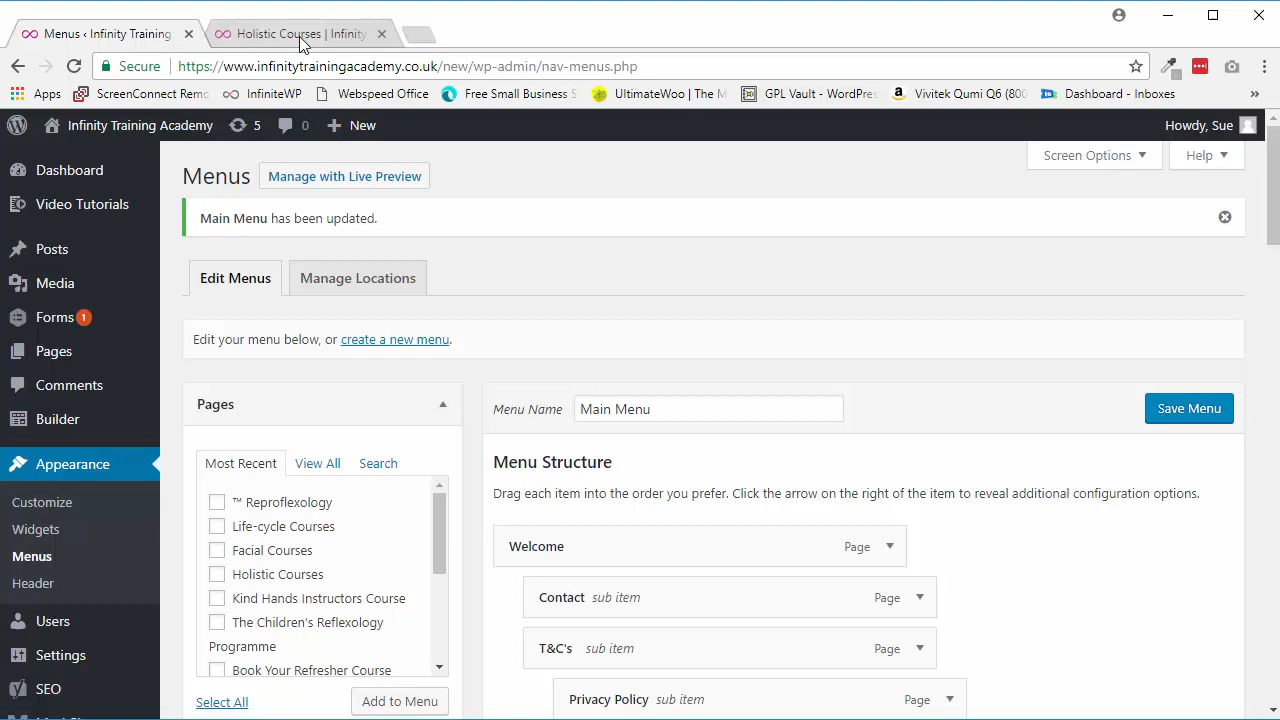 Menus ‹ Infinity Training
Holistic Courses | Infinity
Secure https://www.infinitytrainingacademy.co.uk/new/wp-admin/nav-menus.php
Apps ScreenConnect Rem InfiniteWP Webspeed Office Free Small Business UltimateWoo | The GPL Vault - WordPres Vivitek Qumi Q6 (800 Dashboard - Inboxes »
Infinity Training Academy 5 0 New Howdy, Sue
Screen Options Help
Menus Manage with Live Preview
Main Menu has been updated.
Edit Menus Manage Locations
Edit your menu below, or create a new menu.
Dashboard
Video Tutorials
Posts
Media
Forms 1
Pages
Comments
Builder
Appearance
Customize
Widgets
Menus
Header
Users
Settings
SEO
Pages
Most Recent View All Search
™ Reproflexology
Life-cycle Courses
Facial Courses
Holistic Courses
Kind Hands Instructors Course
The Children's Reflexology
Programme
Book Your Refresher Course
Select All Add to Menu
Menu Name Main Menu Save Menu
Menu Structure
Drag each item into the order you prefer. Click the arrow on the right of the item to reveal additional configuration options.
Welcome Page
Contact sub item Page
T&C's sub item Page
Privacy Policy sub item Page